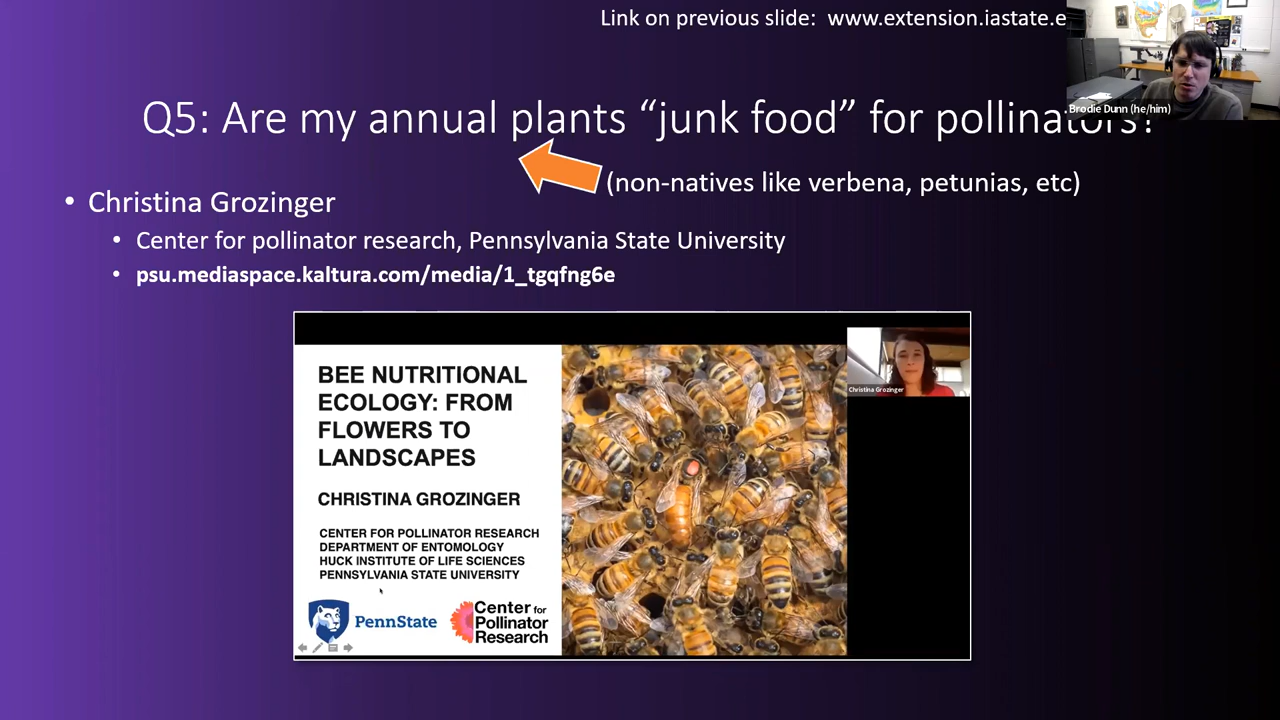 Link on previous slide: www.extension.iastate.e
Brodie Dunn (he/him)
Q5: Are my annual plants “junk food” for pollinators?
(non-natives like verbena, petunias, etc)
• Christina Grozinger
• Center for pollinator research, Pennsylvania State University
• psu.mediaspace.kaltura.com/media/1_tgqfng6e
BEE NUTRITIONAL
ECOLOGY: FROM
FLOWERS TO
LANDSCAPES
CHRISTINA GROZINGER
CENTER FOR POLLINATOR RESEARCH
DEPARTMENT OF ENTOMOLOGY
HUCK INSTITUTE OF LIFE SCIENCES
PENNSYLVANIA STATE UNIVERSITY
PennState
Center for
Pollinator
Research
Christina Grozinger